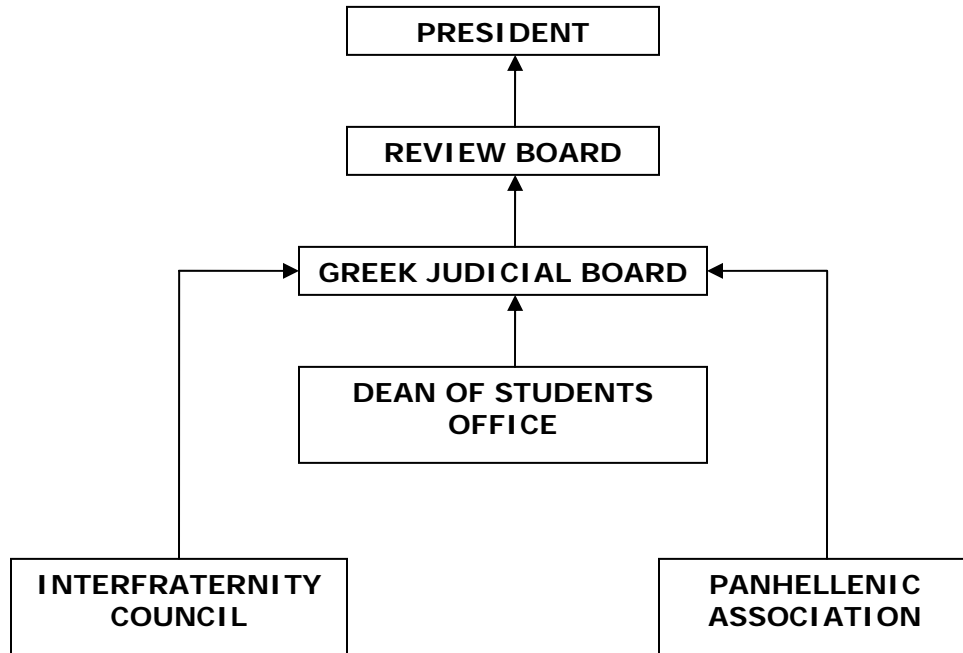 PRESIDENT
REVIEW BOARD
GREEK JUDICIAL BOARD
DEAN OF STUDENTS
OFFICE
INTERFRATERNITY
COUNCIL
PANHELLENIC
ASSOCIATION